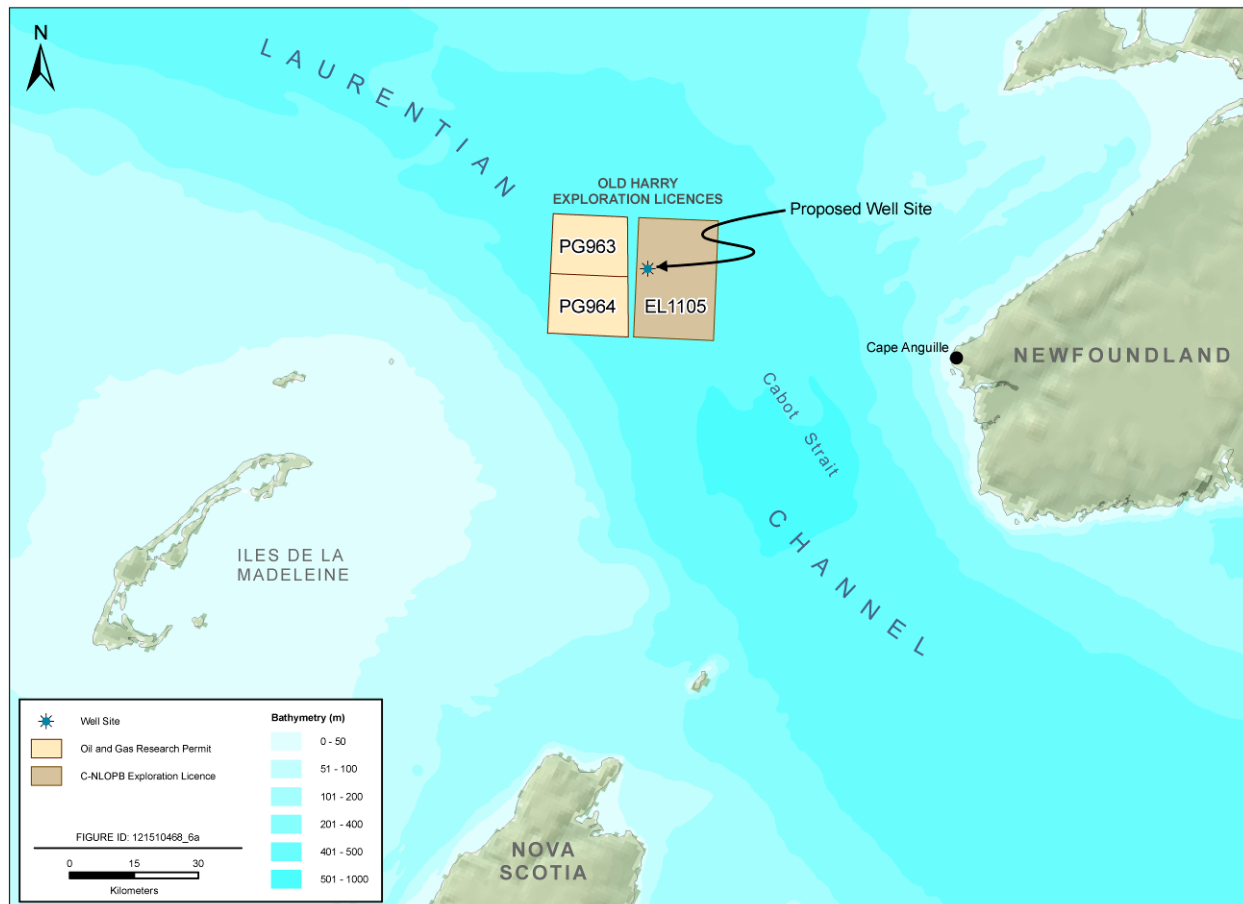 N
LAURENTIAN
OLD HARRY
EXPLORATION LICENCES
Proposed Well Site
PG963
PG964
EL1105
Cape Anguille
NEWFOUNDLAND
Cabot Strait
CHANNEL
ILES DE LA
MADELEINE
NOVA
SCOTIA
Well Site
Oil and Gas Research Permit
C-NLOPB Exploration Licence
FIGURE ID: 121510468_6a
0 15 30
Kilometers
Bathymetry (m)
0 - 50
51 - 100
101 - 200
201 - 400
401 - 500
501 - 1000